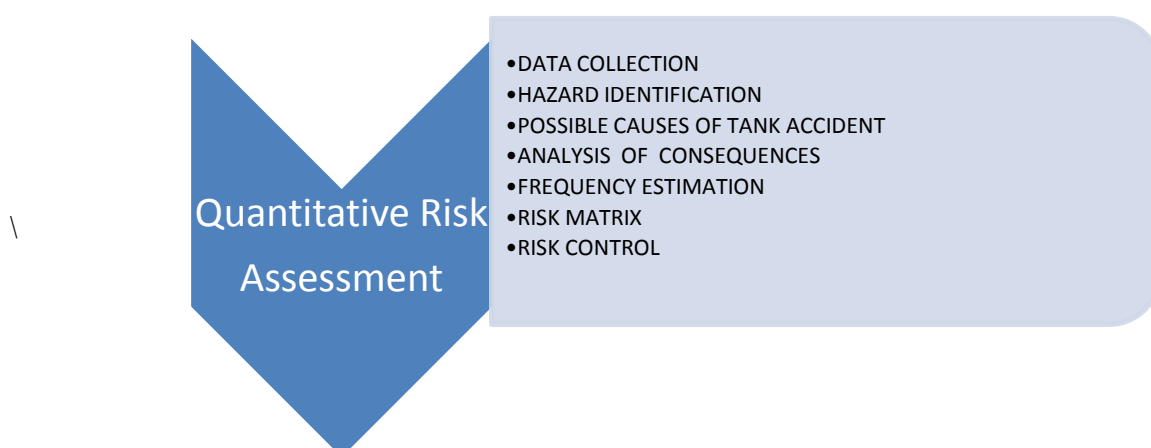 \
Quantitative Risk
Assessment
•DATA COLLECTION
•HAZARD IDENTIFICATION
•POSSIBLE CAUSES OF TANK ACCIDENT
•ANALYSIS OF CONSEQUENCES
•FREQUENCY ESTIMATION
•RISK MATRIX
•RISK CONTROL